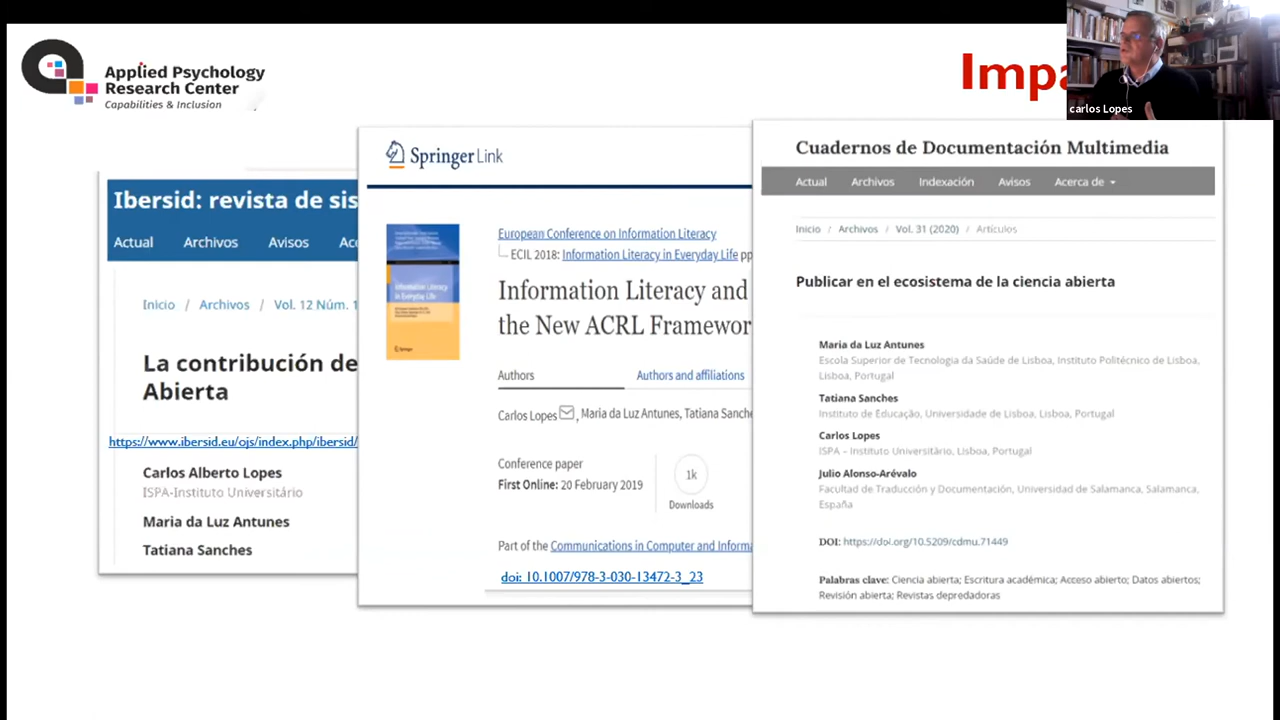 Applied Psychology
Research Center
Capabilities & Inclusion
Impa
carlos Lopes
Ibersid: revista de sis
Actual Archivos Avisos Ace
Inicio / Archivos / Vol. 12 Núm. 1
La contribución de
Abierta
https://www.ibersid.eu/ojs/index.php/ibersid/
Carlos Alberto Lopes
ISPA-Instituto Universitário
Maria da Luz Antunes
Tatiana Sanches
Springer Link
European Conference on Information Literacy
ECIL 2018: Information Literacy in Everyday Life pp
Information Literacy in Everyday Life
Springer
Information Literacy and
the New ACRL Framewor
Authors Authors and affiliations
Carlos Lopes, Maria da Luz Antunes, Tatiana Sanche
Conference paper
First Online: 20 February 2019
1k
Downloads
Part of the Communications in Computer and Informa
doi: 10.1007/978-3-030-13472-3_23
Cuadernos de Documentación Multimedia
Actual Archivos Indexación Avisos Acerca de
Inicio / Archivos / Vol. 31 (2020) / Artículos
Publicar en el ecosistema de la ciencia abierta
Maria da Luz Antunes
Escola Superior de Tecnologia da Saúde de Lisboa, Instituto Politécnico de Lisboa,
Lisboa, Portugal
Tatiana Sanches
Instituto de Educação, Universidade de Lisboa, Lisboa, Portugal
Carlos Lopes
ISPA – Instituto Universitário, Lisboa, Portugal
Julio Alonso-Arévalo
Facultad de Traducción y Documentación, Universidad de Salamanca, Salamanca,
España
DOI: https://doi.org/10.5209/cdmu.71449
Palabras clave: Ciencia abierta; Escritura académica; Acceso abierto; Datos abiertos;
Revisión abierta; Revistas depredadoras